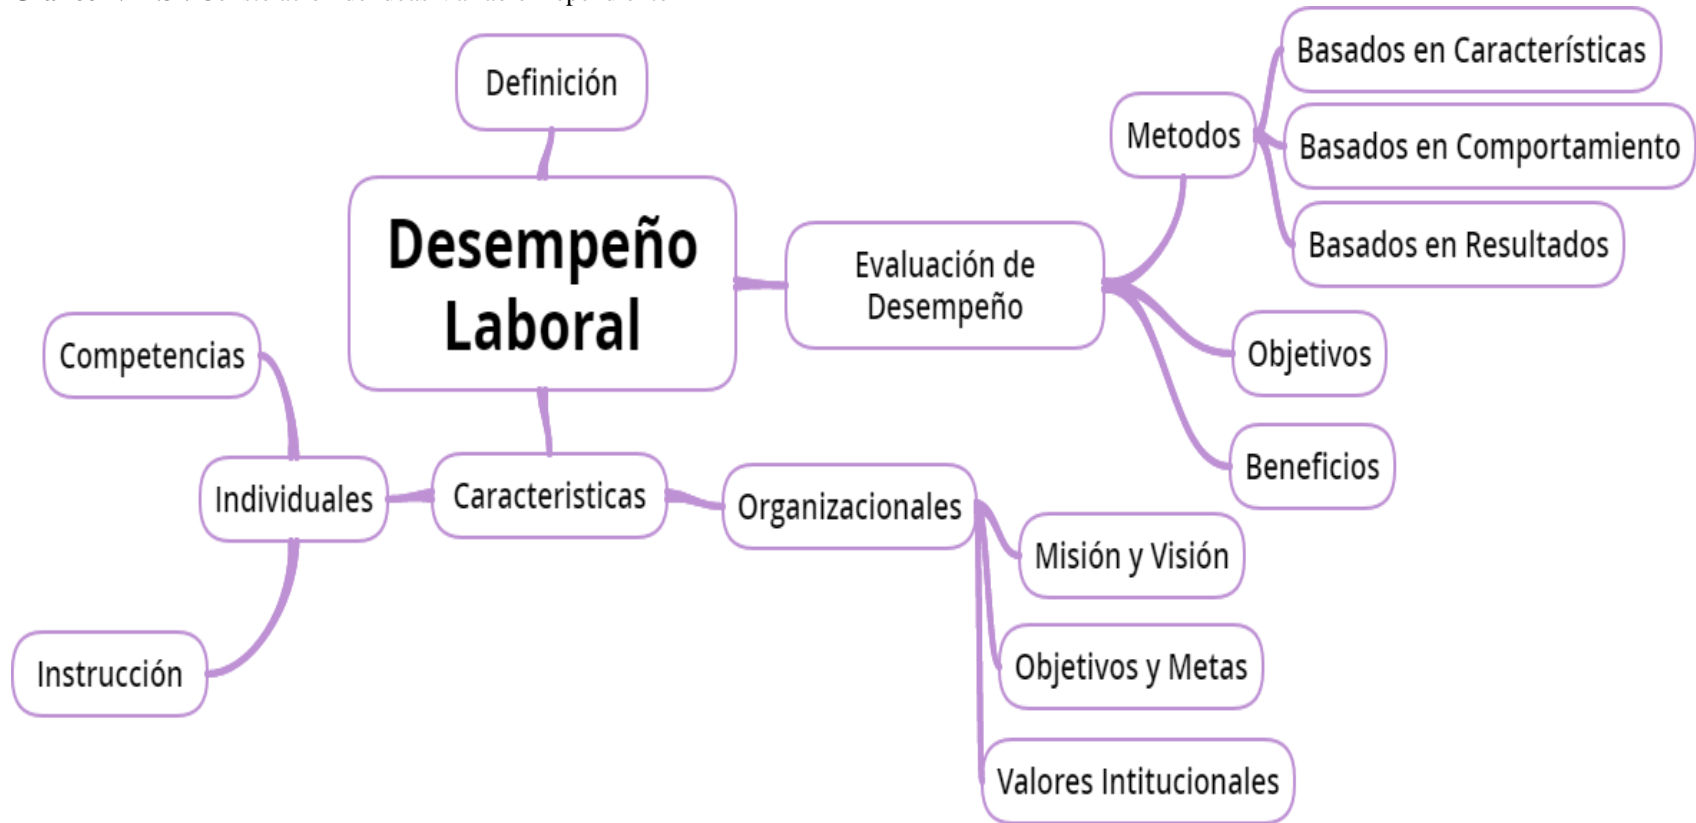 Definición
Desempeño
Laboral
Evaluación de
Desempeño
Metodos
Basados en Características
Basados en Comportamiento
Basados en Resultados
Objetivos
Beneficios
Competencias
Individuales
Instrucción
Caracteristicas
Organizacionales
Misión y Visión
Objetivos y Metas
Valores Intitucionales